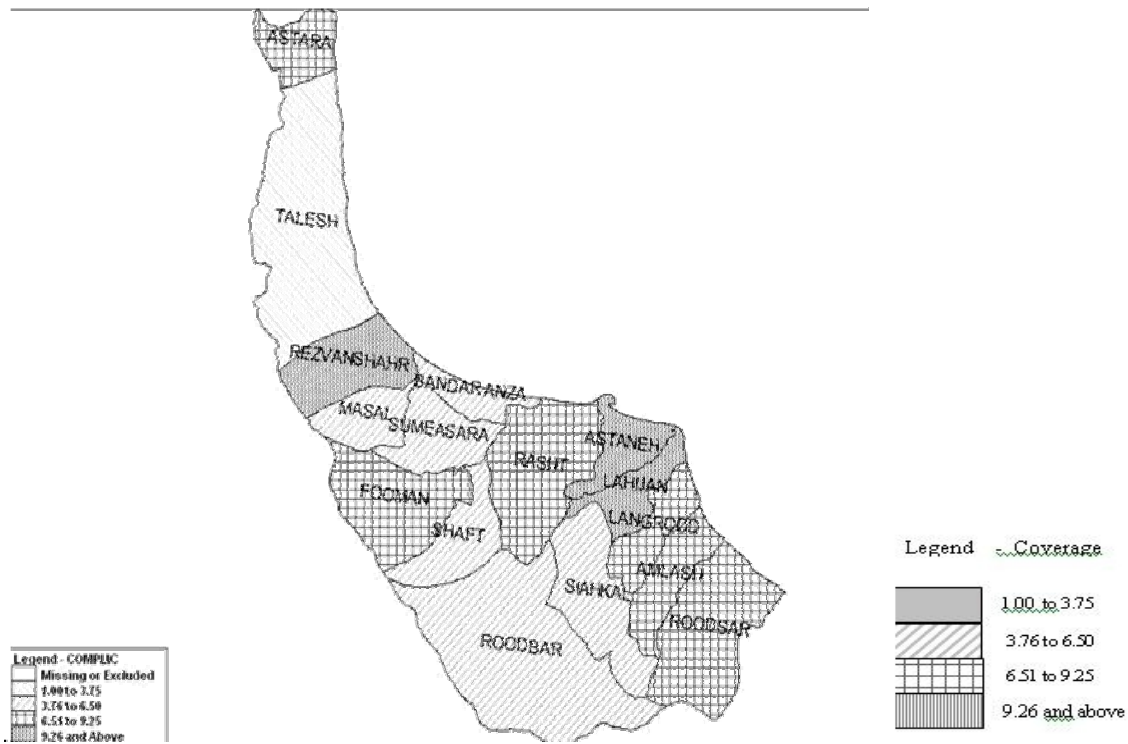 ASTARA
TALESH
REZVANSHAHR
BANDAR ANZA
MASAL
SUMEASARA
ASTANEH
RASHT
LAHIJAN
FOOMAN
LANGROOD
SHAFT
AMLASH
SIAHKA
ROODSAR
ROODBAR
Legend - Coverage
1.00 to 3.75
3.76 to 6.50
6.51 to 9.25
9.26 and above
Legend - COMPLIC
Missing or Excluded
1.00 to 3.75
3.76 to 6.50
6.51 to 9.25
9.26 and Above